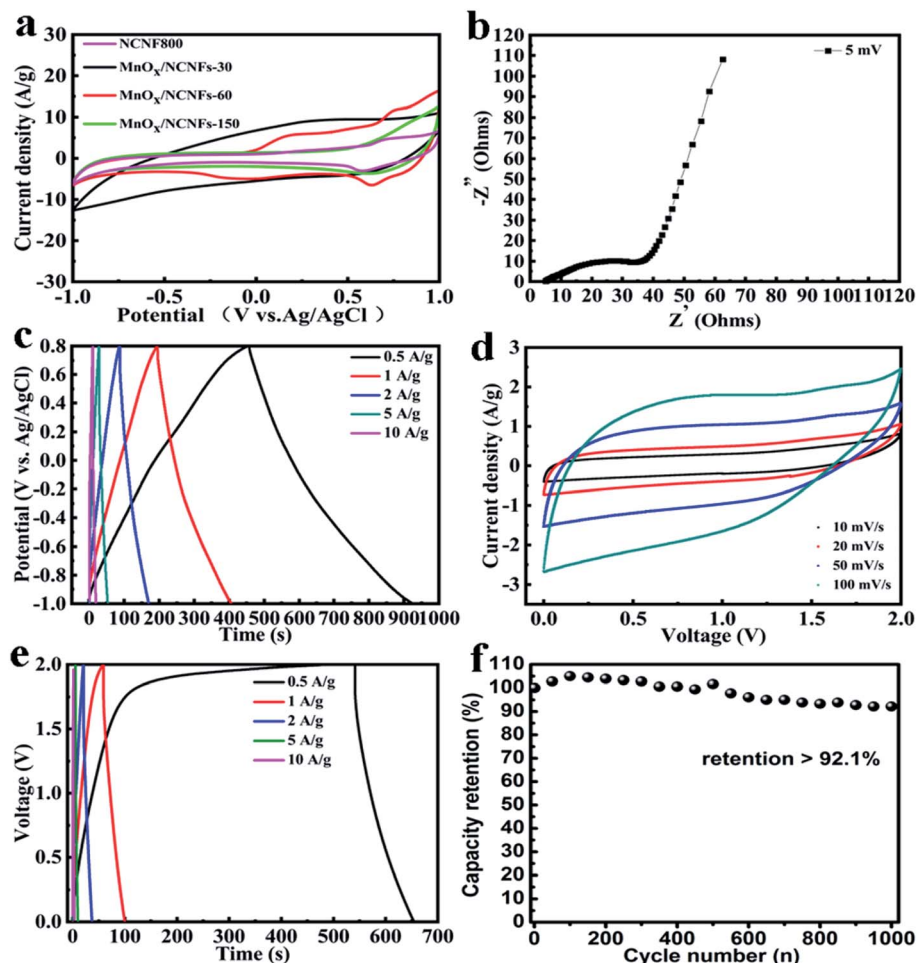 a
30
20
10
0
-10
-20
-30
Current density (A/g)
NCNF800
MnOx/NCNFs-30
MnOx/NCNFs-60
MnOx/NCNFs-150
-1.0 -0.5 0.0 0.5 1.0
Potential （V vs.Ag/AgCl ）
b
120
110
100
90
80
70
60
50
40
30
20
10
0
-Z″ (Ohms)
5 mV
0 10 20 30 40 50 60 70 80 90 100 110 120
Z' (Ohms)
c
0.8
0.6
0.4
0.2
0.0
-0.2
-0.4
-0.6
-0.8
-1.0
Potential (V vs. Ag/AgCl)
0.5 A/g
1 A/g
2 A/g
5 A/g
10 A/g
0 100 200 300 400 500 600 700 800 900 1000
Time (s)
d
3
2
1
0
-1
-2
-3
Current density (A/g)
10 mV/s
20 mV/s
50 mV/s
100 mV/s
0.0 0.5 1.0 1.5 2.0
Voltage (V)
e
2.0
1.5
1.0
0.5
0.0
Voltage (V)
0.5 A/g
1 A/g
2 A/g
5 A/g
10 A/g
0 100 200 300 400 500 600 700
Time (s)
f
110
100
90
80
70
60
50
40
30
20
10
0
Capacity retention (%)
retention > 92.1%
0 200 400 600 800 1000
Cycle number (n)